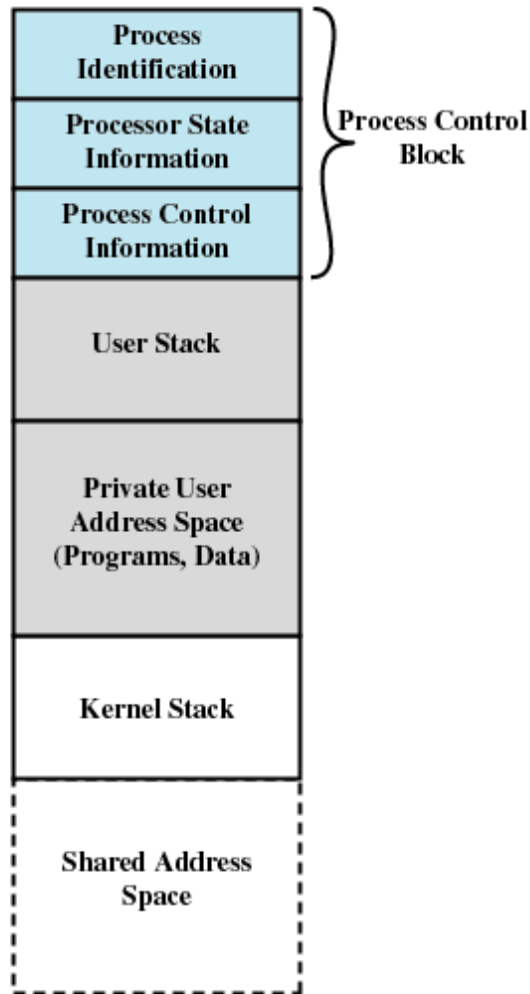 Process
Identification
Processor State
Information
Process Control
Information
Process Control
Block
User Stack
Private User
Address Space
(Programs, Data)
Kernel Stack
Shared Address
Space